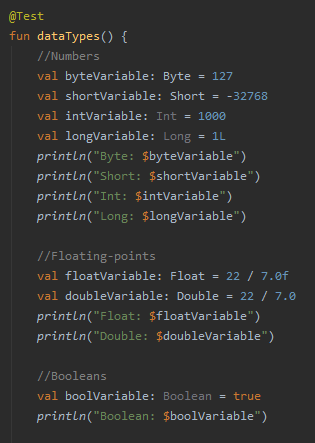 @Test
fun dataTypes() {
//Numbers
val byteVariable: Byte = 127
val shortVariable: Short = -32768
val intVariable: Int = 1000
val longVariable: Long = 1L
println("Byte: $byteVariable")
println("Short: $shortVariable")
println("Int: $intVariable")
println("Long: $longVariable")
//Floating-points
val floatVariable: Float = 22 / 7.0f
val doubleVariable: Double = 22 / 7.0
println("Float: $floatVariable")
println("Double: $doubleVariable")
//Booleans
val boolVariable: Boolean = true
println("Boolean: $boolVariable")